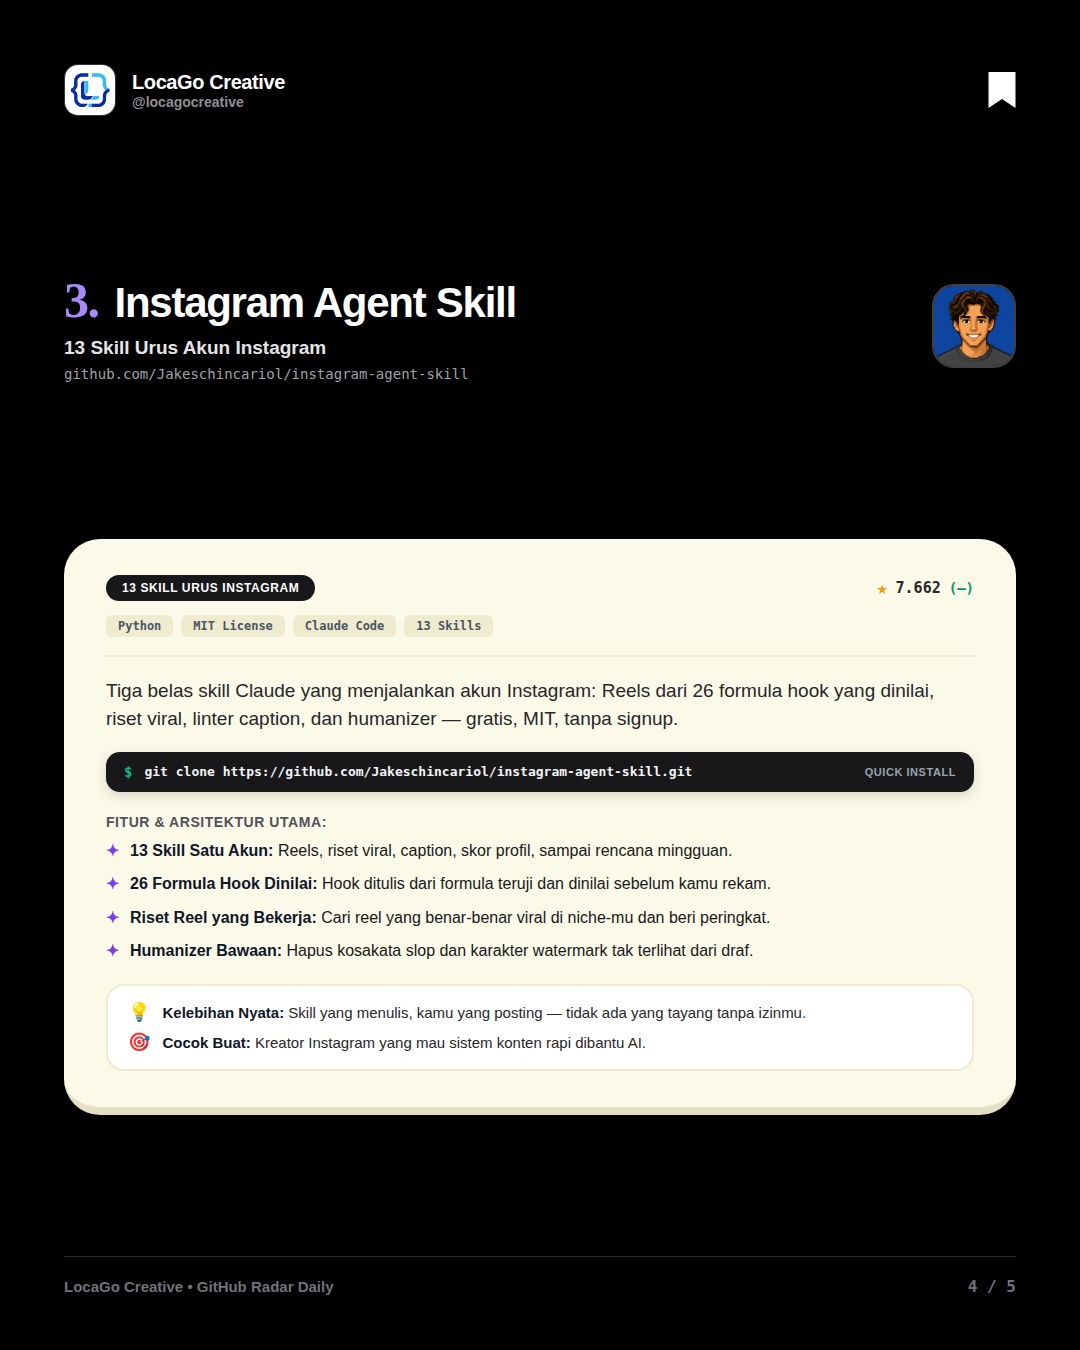 LocaGo Creative
@locagocreative
3. Instagram Agent Skill
13 Skill Urus Akun Instagram
github.com/Jakeschincariol/instagram-agent-skill
13 SKILL URUS INSTAGRAM
★ 7.662 (—)
Python MIT License Claude Code 13 Skills
Tiga belas skill Claude yang menjalankan akun Instagram: Reels dari 26 formula hook yang dinilai,
riset viral, linter caption, dan humanizer — gratis, MIT, tanpa signup.
$ git clone https://github.com/Jakeschincariol/instagram-agent-skill.git QUICK INSTALL
FITUR & ARSITEKTUR UTAMA:
✦ 13 Skill Satu Akun: Reels, riset viral, caption, skor profil, sampai rencana mingguan.
✦ 26 Formula Hook Dinilai: Hook ditulis dari formula teruji dan dinilai sebelum kamu rekam.
✦ Riset Reel yang Bekerja: Cari reel yang benar-benar viral di niche-mu dan beri peringkat.
✦ Humanizer Bawaan: Hapus kosakata slop dan karakter watermark tak terlihat dari draf.
💡 Kelebihan Nyata: Skill yang menulis, kamu yang posting — tidak ada yang tayang tanpa izinmu.
🎯 Cocok Buat: Kreator Instagram yang mau sistem konten rapi dibantu AI.
LocaGo Creative • GitHub Radar Daily
4 / 5